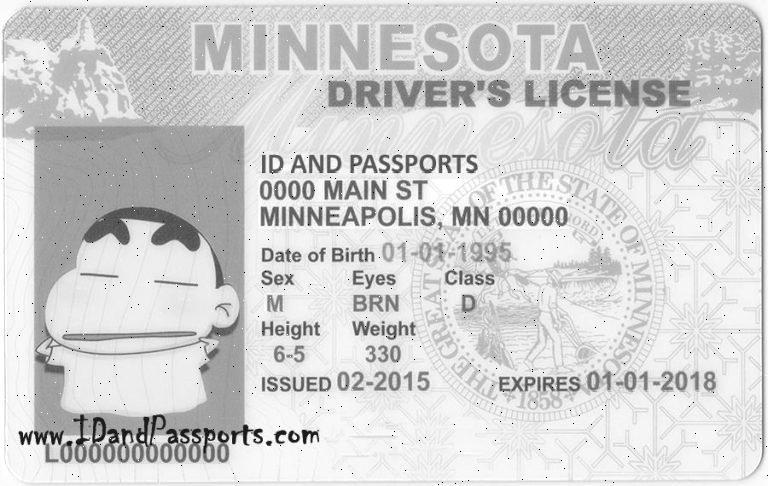 MINNESOTA
DRIVER'S LICENSE
Minnesota
ID AND PASSPORTS
0000 MAIN ST
MINNEAPOLIS, MN 00000
Date of Birth 01-01-1995
Sex Eyes Class
M BRN D
Height Weight
6-5 330
ISSUED 02-2015 EXPIRES 01-01-2018
THE GREAT SEAL OF THE STATE OF MINNESOTA
1858
www.IDandPassports.com
L000000000000